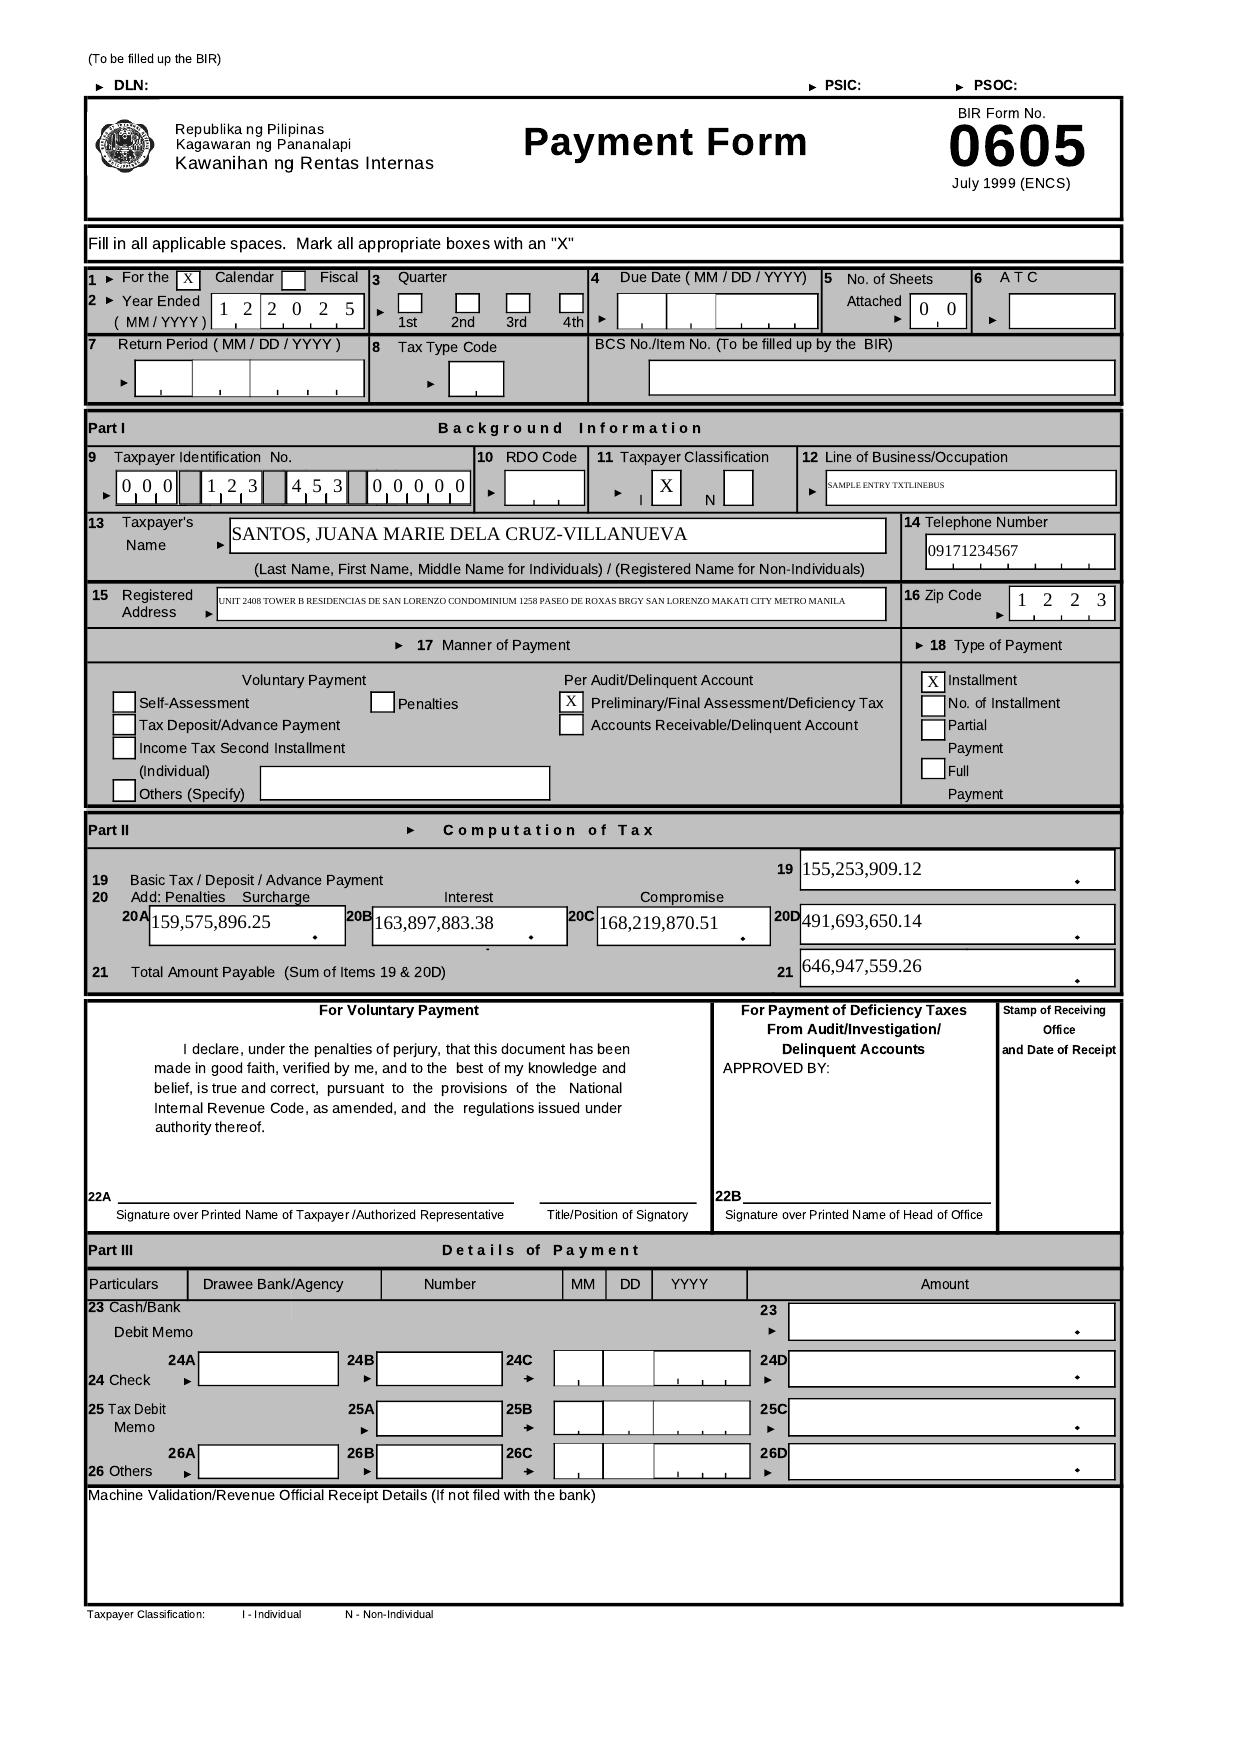 (To be filled up the BIR)
DLN: PSIC: PSOC:
Republika ng Pilipinas
Kagawaran ng Pananalapi
Kawanihan ng Rentas Internas
Payment Form
BIR Form No.
0605
July 1999 (ENCS)
Fill in all applicable spaces. Mark all appropriate boxes with an "X"
1 For the X Calendar Fiscal 3 Quarter 4 Due Date ( MM / DD / YYYY) 5 No. of Sheets 6 A T C
2 Year Ended 1 2 2 0 2 5 Attached 0 0
( MM / YYYY ) 1st 2nd 3rd 4th
7 Return Period ( MM / DD / YYYY ) 8 Tax Type Code BCS No./Item No. (To be filled up by the BIR)
Part I Background Information
9 Taxpayer Identification No. 10 RDO Code 11 Taxpayer Classification 12 Line of Business/Occupation
0 0 0 1 2 3 4 5 3 0 0 0 0 0 I X N SAMPLE ENTRY TXTLINEBUS
13 Taxpayer's Name SANTOS, JUANA MARIE DELA CRUZ-VILLANUEVA 14 Telephone Number
09171234567
(Last Name, First Name, Middle Name for Individuals) / (Registered Name for Non-Individuals)
15 Registered Address UNIT 2408 TOWER B RESIDENCIAS DE SAN LORENZO CONDOMINIUM 1258 PASEO DE ROXAS BRGY SAN LORENZO MAKATI CITY METRO MANILA 16 Zip Code 1 2 2 3
17 Manner of Payment 18 Type of Payment
Voluntary Payment Per Audit/Delinquent Account X Installment
Self-Assessment Penalties X Preliminary/Final Assessment/Deficiency Tax No. of Installment
Tax Deposit/Advance Payment Accounts Receivable/Delinquent Account Partial
Income Tax Second Installment Payment
(Individual) Full
Others (Specify) Payment
Part II Computation of Tax
19 Basic Tax / Deposit / Advance Payment 19 155,253,909.12
20 Add: Penalties Surcharge Interest Compromise
20A 159,575,896.25 20B 163,897,883.38 20C 168,219,870.51 20D 491,693,650.14
21 Total Amount Payable (Sum of Items 19 & 20D) 21 646,947,559.26
For Voluntary Payment
I declare, under the penalties of perjury, that this document has been
made in good faith, verified by me, and to the best of my knowledge and
belief, is true and correct, pursuant to the provisions of the National
Internal Revenue Code, as amended, and the regulations issued under
authority thereof.
22A
Signature over Printed Name of Taxpayer /Authorized Representative Title/Position of Signatory
For Payment of Deficiency Taxes
From Audit/Investigation/
Delinquent Accounts
APPROVED BY:
22B
Signature over Printed Name of Head of Office
Stamp of Receiving
Office
and Date of Receipt
Part III Details of Payment
Particulars Drawee Bank/Agency Number MM DD YYYY Amount
23 Cash/Bank 23
Debit Memo
24A 24B 24C 24D
24 Check
25 Tax Debit 25A 25B 25C
Memo
26A 26B 26C 26D
26 Others
Machine Validation/Revenue Official Receipt Details (If not filed with the bank)
Taxpayer Classification: I - Individual N - Non-Individual